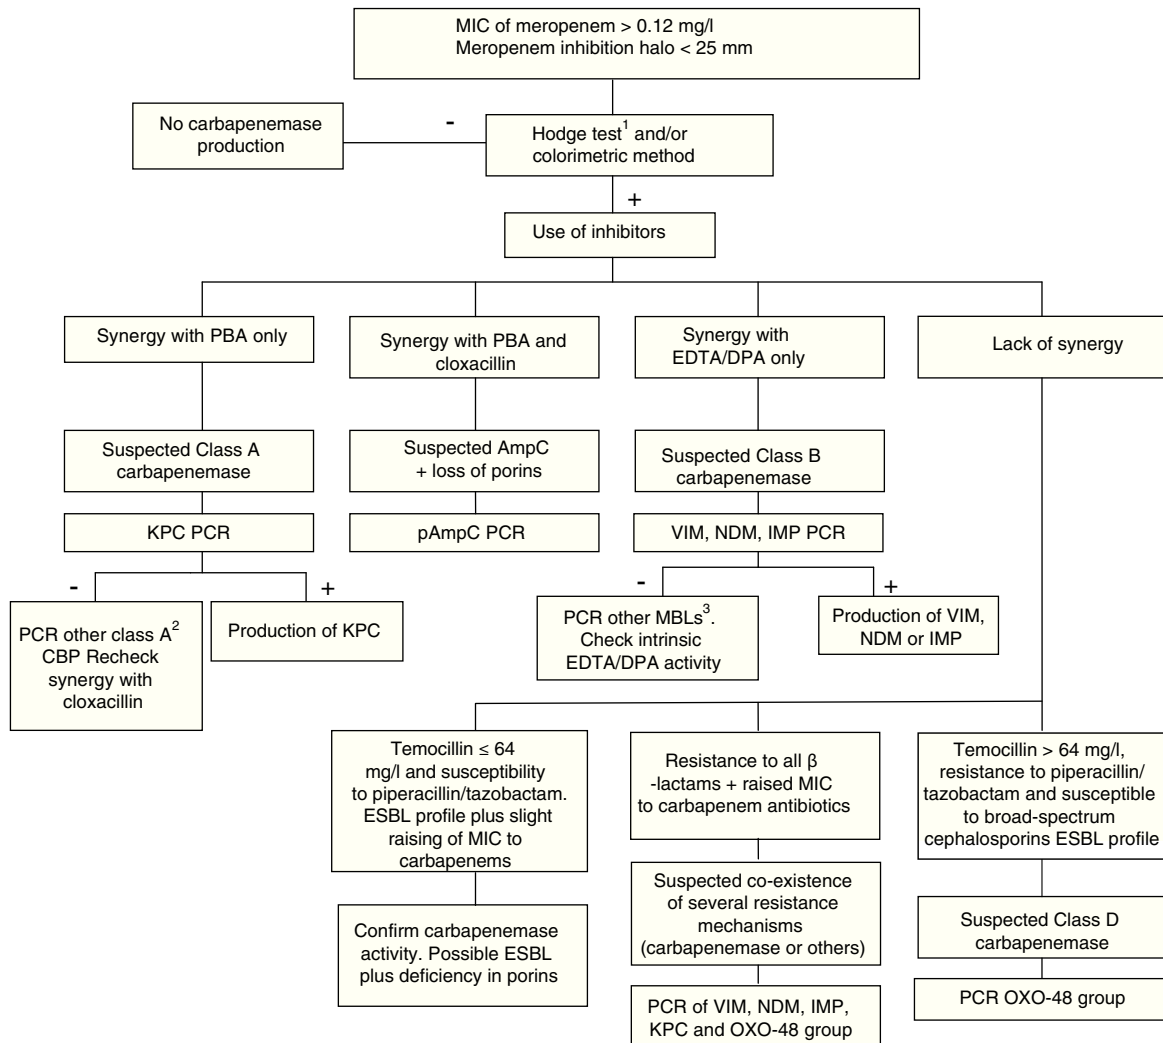 MIC of meropenem > 0.12 mg/l
Meropenem inhibition halo < 25 mm
No carbapenemase
production
-
Hodge test1 and/or
colorimetric method
+
Use of inhibitors
Synergy with PBA only
Synergy with PBA and
cloxacillin
Synergy with
EDTA/DPA only
Lack of synergy
Suspected Class A
carbapenemase
Suspected AmpC
+ loss of porins
Suspected Class B
carbapenemase
KPC PCR
pAmpC PCR
VIM, NDM, IMP PCR
-
+
-
+
PCR other class A2
CBP Recheck
synergy with
cloxacillin
Production of KPC
PCR other MBLs3.
Check intrinsic
EDTA/DPA activity
Production of VIM,
NDM or IMP
Temocillin ≤ 64
mg/l and susceptibility
to piperacillin/tazobactam.
ESBL profile plus slight
raising of MIC to
carbapenems
Resistance to all β
-lactams + raised MIC
to carbapenem antibiotics
Temocillin > 64 mg/l,
resistance to piperacillin/
tazobactam and susceptible
to broad-spectrum
cephalosporins ESBL profile
Confirm carbapenemase
activity. Possible ESBL
plus deficiency in porins
Suspected co-existence
of several resistance
mechanisms
(carbapenemase or others)
Suspected Class D
carbapenemase
PCR of VIM, NDM, IMP,
KPC and OXO-48 group
PCR OXO-48 group